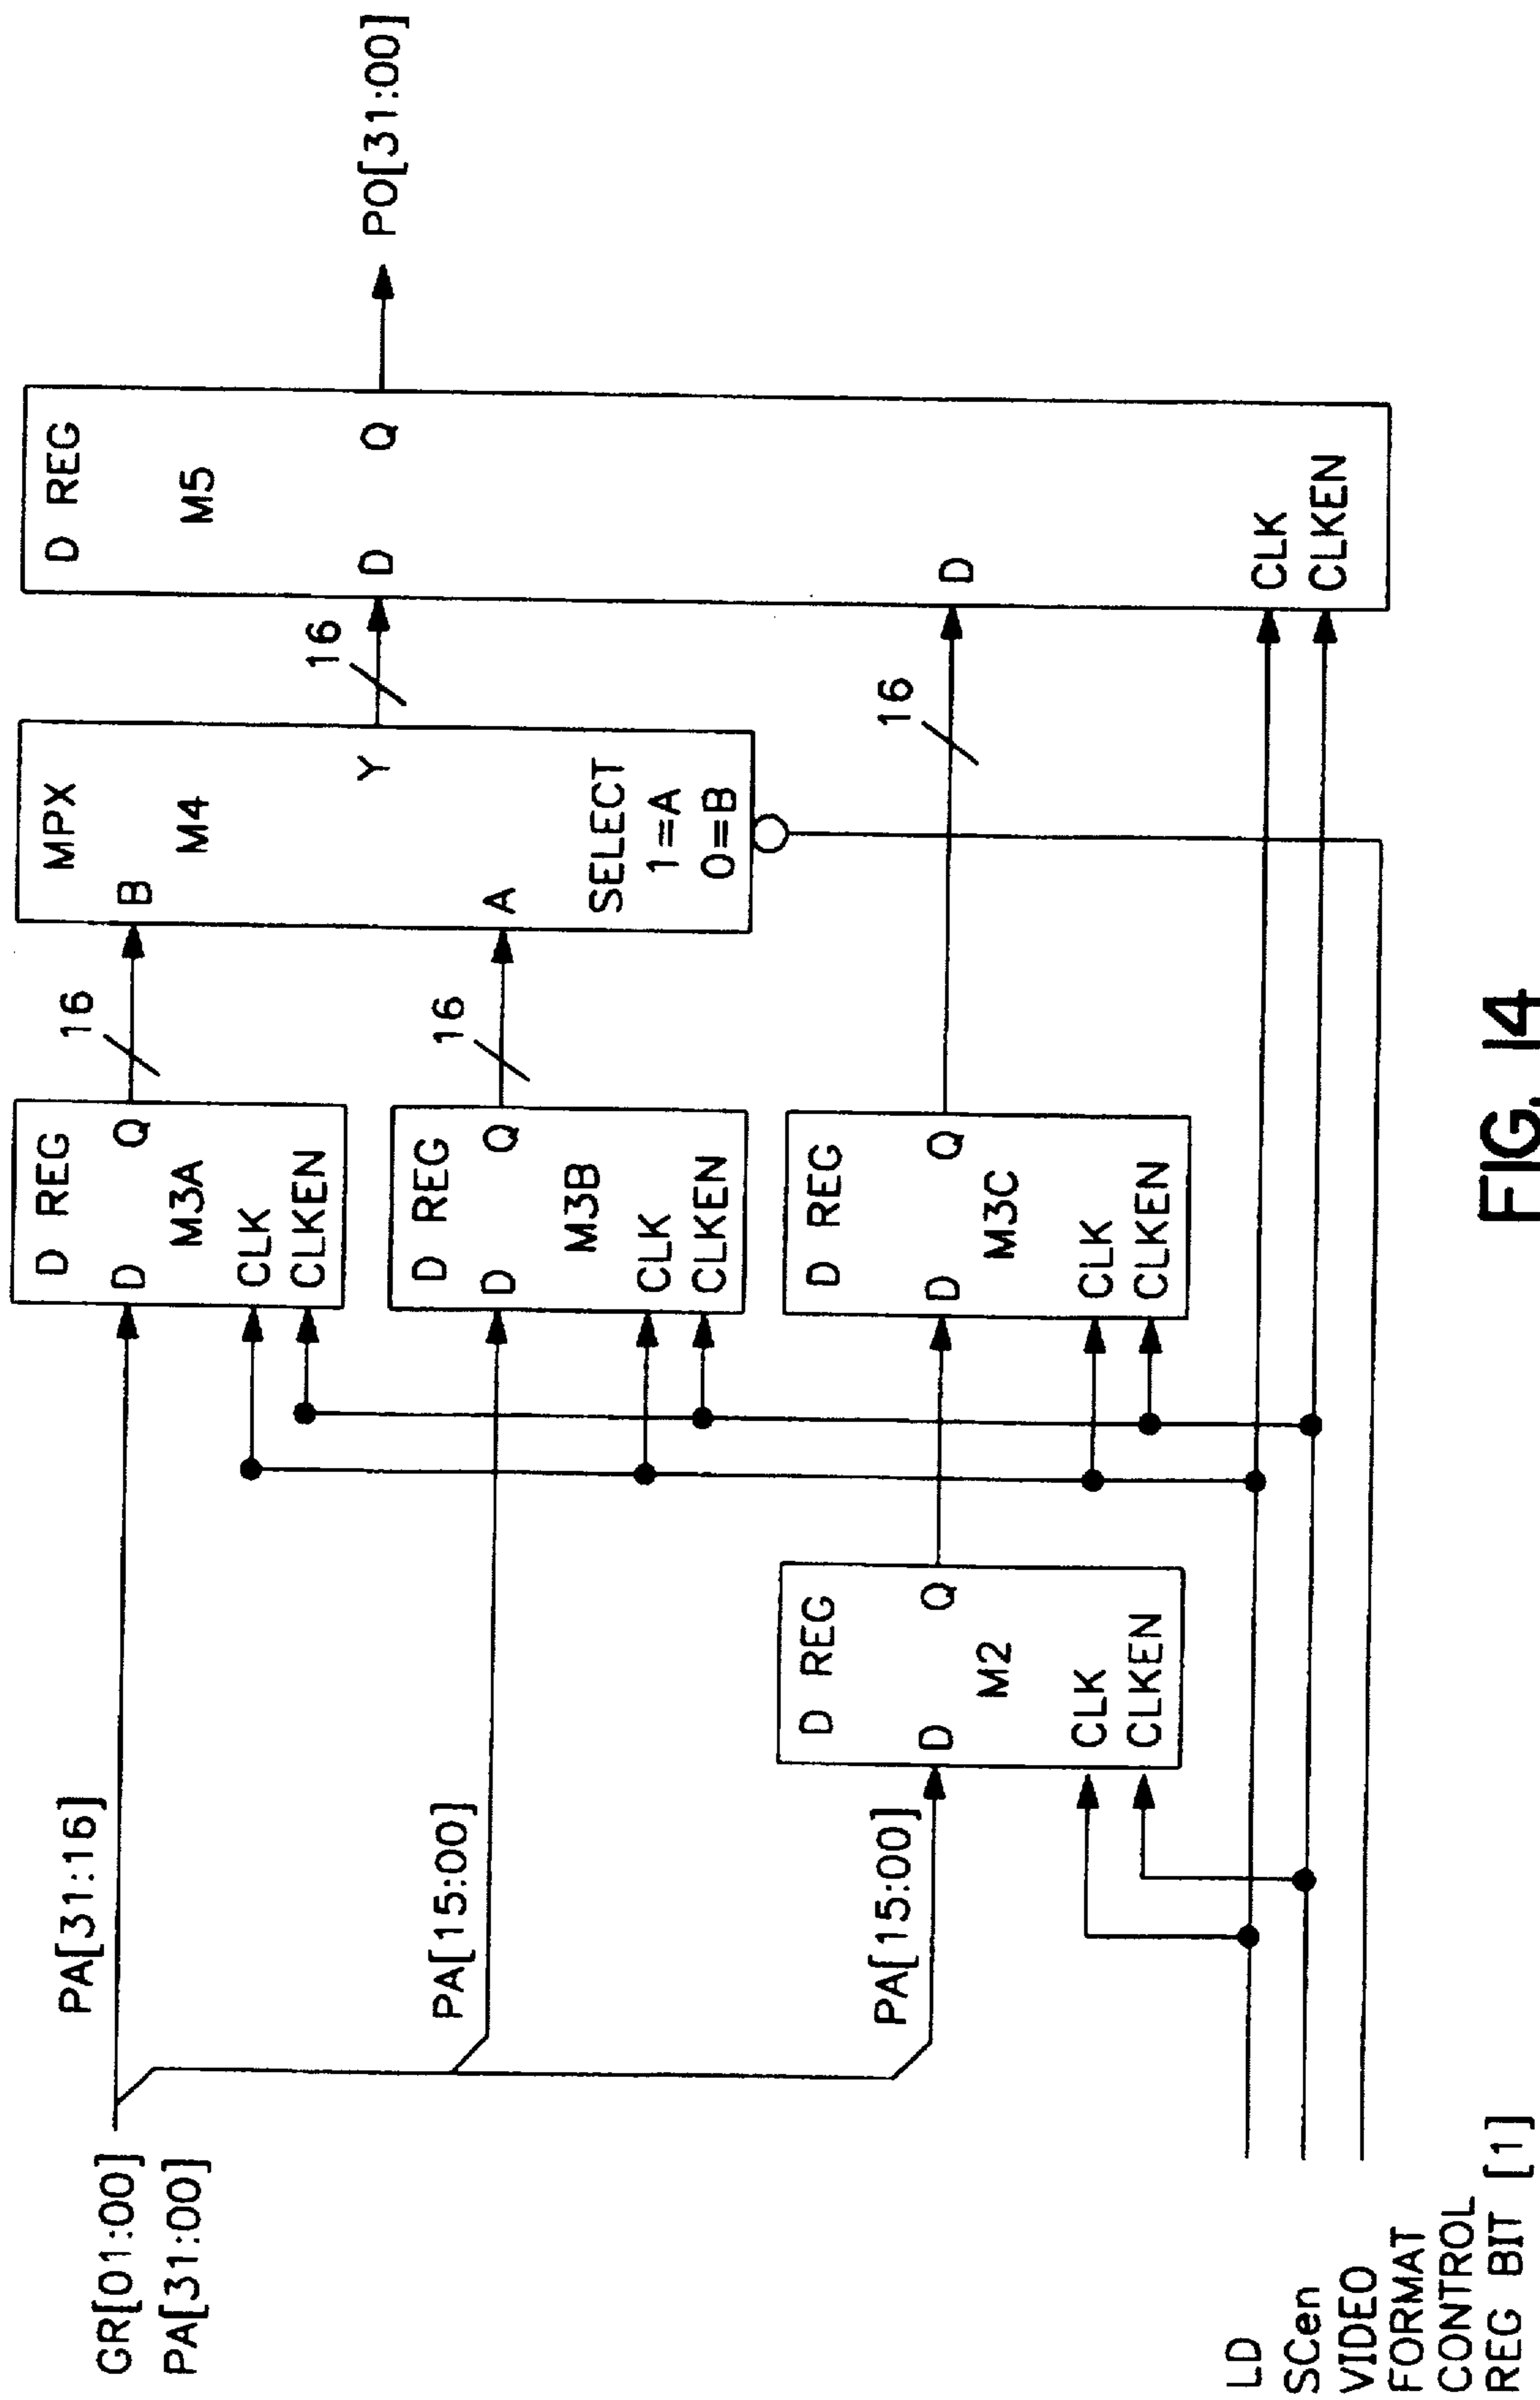 GR[01:00]
PA[31:00]
PA[31:16]
PA[15:00]
PA[15:00]
D REG
D Q
M3A
CLK
CLKEN
16
D REG
D Q
M3B
CLK
CLKEN
16
D REG
D Q
M2
CLK
CLKEN
D REG
D Q
M3C
CLK
CLKEN
16
MPX
B
M4
Y
A
SELECT
1=A
0=B
16
D REG
M5
D Q
D
CLK
CLKEN
PO[31:00]
LD
SCen
VIDEO
FORMAT
CONTROL
REG BIT [1]
FIG. 14